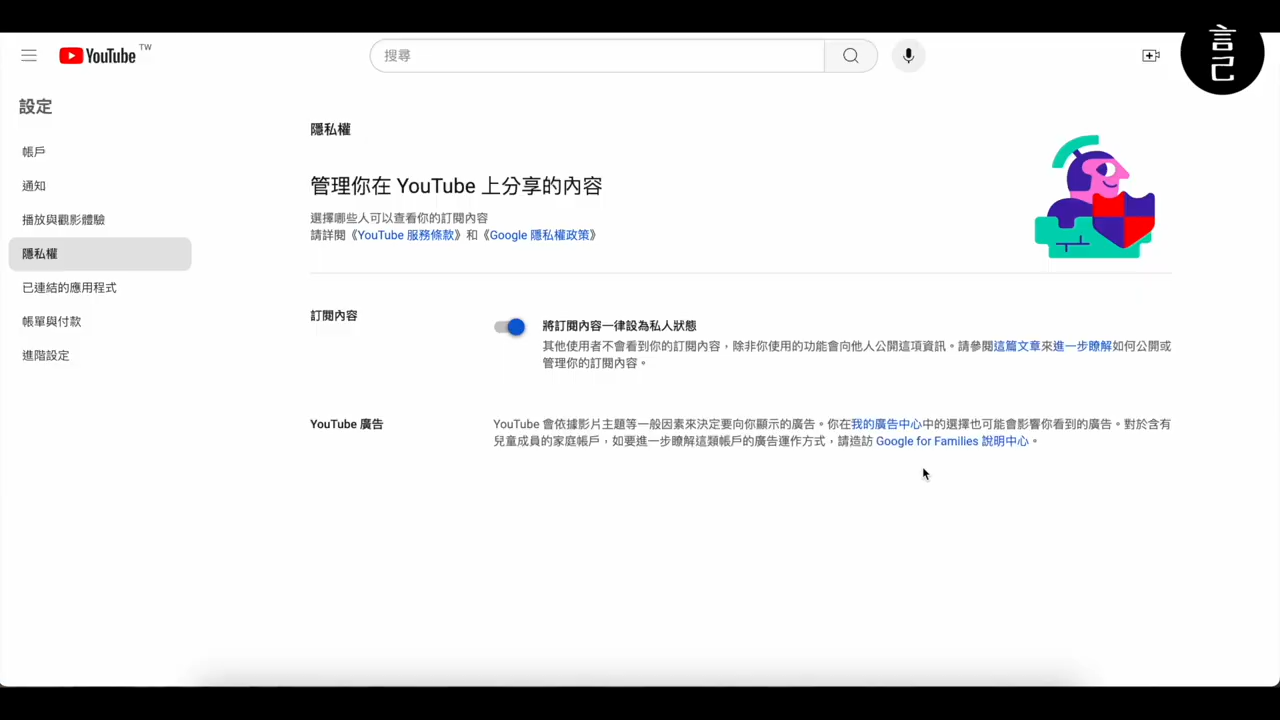 YouTube TW
搜尋
言己
設定
帳戶
通知
播放與觀影體驗
隱私權
已連結的應用程式
帳單與付款
進階設定
隱私權
管理你在 YouTube 上分享的內容
選擇哪些人可以查看你的訂閱內容
請詳閱《YouTube 服務條款》和《Google 隱私權政策》
訂閱內容
將訂閱內容一律設為私人狀態
其他使用者不會看到你的訂閱內容，除非你使用的功能會向他人公開這項資訊。請參閱這篇文章來進一步瞭解如何公開或
管理你的訂閱內容。
YouTube 廣告
YouTube 會依據影片主題等一般因素來決定要向你顯示的廣告。你在我的廣告中心中的選擇也可能會影響你看到的廣告。對於含有
兒童成員的家庭帳戶，如要進一步瞭解這類帳戶的廣告運作方式，請造訪 Google for Families 說明中心。